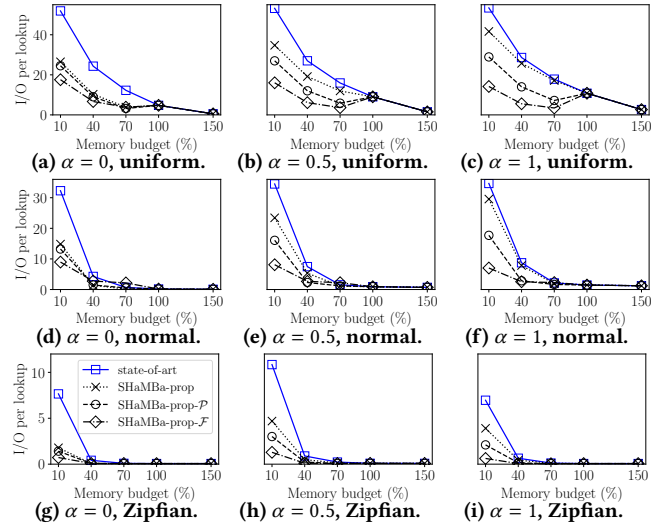 I/O per lookup
40
20
0
10 40 70 100 150
10 40 70 100 150
10 40 70 100 150
Memory budget (%) Memory budget (%) Memory budget (%)
(a) α = 0, uniform. (b) α = 0.5, uniform. (c) α = 1, uniform.
I/O per lookup
30
20
10
0
10 40 70 100 150
10 40 70 100 150
10 40 70 100 150
Memory budget (%) Memory budget (%) Memory budget (%)
(d) α = 0, normal. (e) α = 0.5, normal. (f) α = 1, normal.
I/O per lookup
10
5
0
state-of-art
SHaMBa-prop
SHaMBa-prop-𝒫
SHaMBa-prop-ℱ
10 40 70 100 150
10 40 70 100 150
10 40 70 100 150
Memory budget (%) Memory budget (%) Memory budget (%)
(g) α = 0, Zipfian. (h) α = 0.5, Zipfian. (i) α = 1, Zipfian.